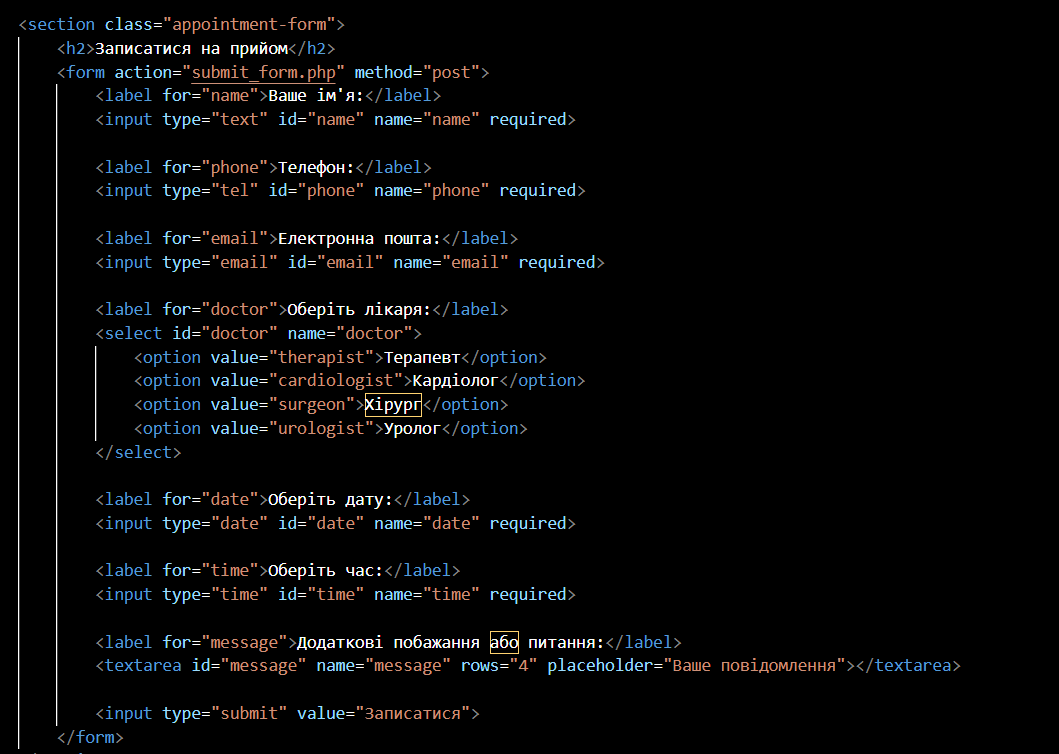 <section class="appointment-form">
<h2>Записатися на прийом</h2>
<form action="submit_form.php" method="post">
<label for="name">Ваше ім'я:</label>
<input type="text" id="name" name="name" required>
<label for="phone">Телефон:</label>
<input type="tel" id="phone" name="phone" required>
<label for="email">Електронна пошта:</label>
<input type="email" id="email" name="email" required>
<label for="doctor">Оберіть лікаря:</label>
<select id="doctor" name="doctor">
<option value="therapist">Терапевт</option>
<option value="cardiologist">Кардіолог</option>
<option value="surgeon">Хірург</option>
<option value="urologist">Уролог</option>
</select>
<label for="date">Оберіть дату:</label>
<input type="date" id="date" name="date" required>
<label for="time">Оберіть час:</label>
<input type="time" id="time" name="time" required>
<label for="message">Додаткові побажання або питання:</label>
<textarea id="message" name="message" rows="4" placeholder="Ваше повідомлення"></textarea>
<input type="submit" value="Записатися">
</form>